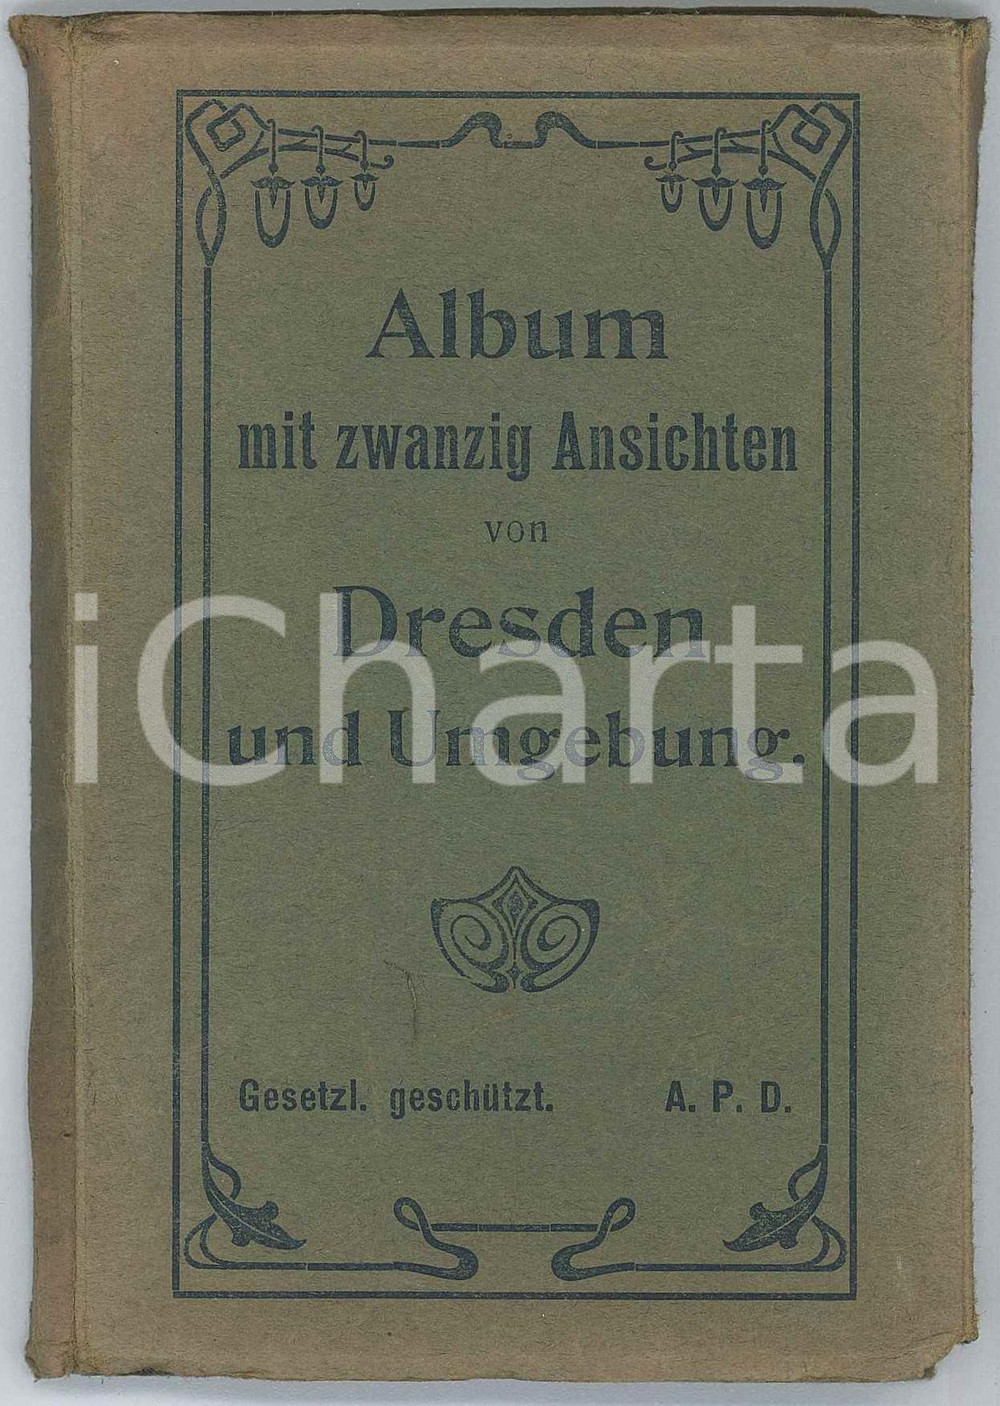 Album
mit zwanzig Ansichten
von
Dresden
und Umgebung.
Gesetzl. geschützt. A. P. D.
iCharta